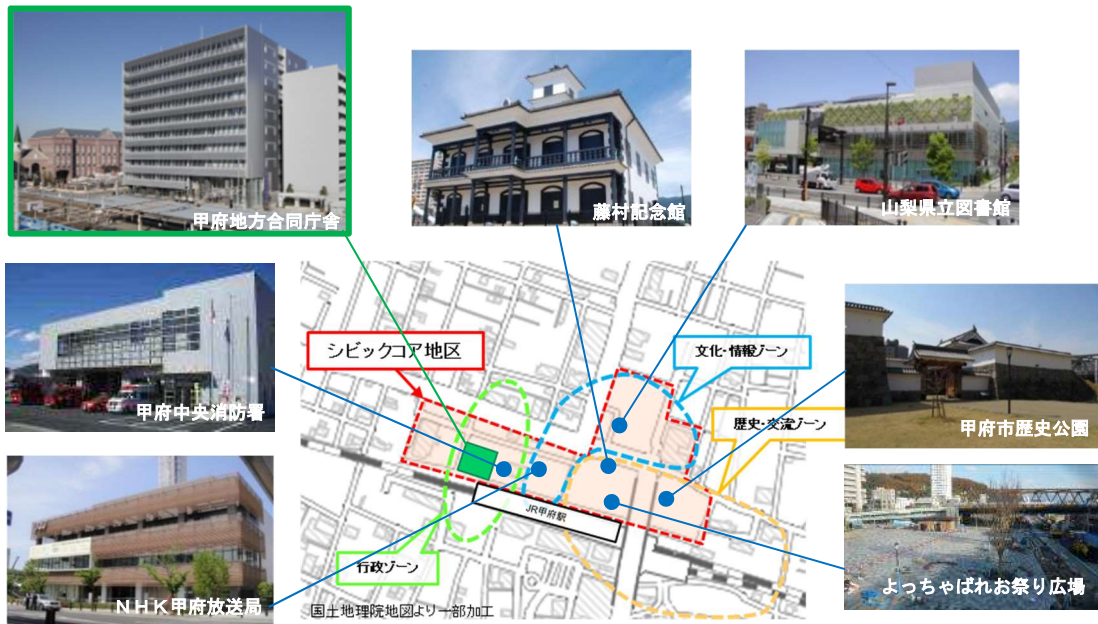 甲府地方合同庁舎
藤村記念館
山梨県立図書館
甲府中央消防署
シビックコア地区
文化・情報ゾーン
歴史・交流ゾーン
甲府市歴史公園
JR甲府駅
行政ゾーン
NHK甲府放送局
よっちゃばれお祭り広場
国土地理院地図より一部加工